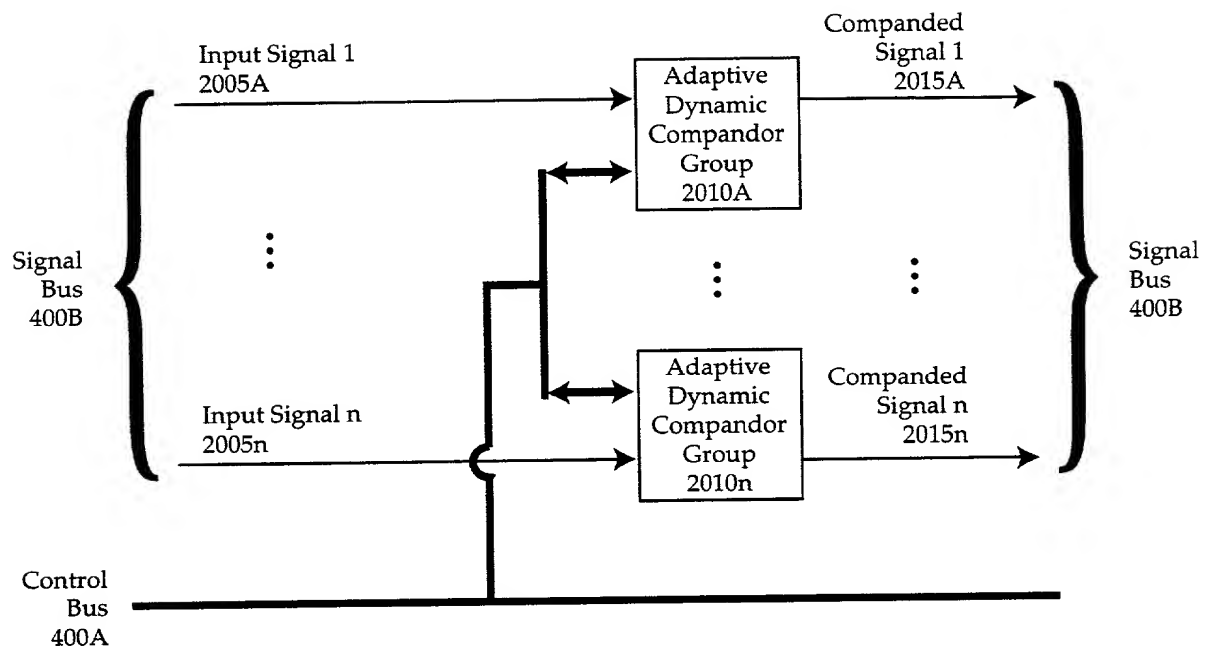 Input Signal 1
2005A
Companded
Signal 1
2015A
Adaptive
Dynamic
Compandor
Group
2010A
Signal
Bus
400B
Signal
Bus
400B
Input Signal n
2005n
Adaptive
Dynamic
Compandor
Group
2010n
Companded
Signal n
2015n
Control
Bus
400A